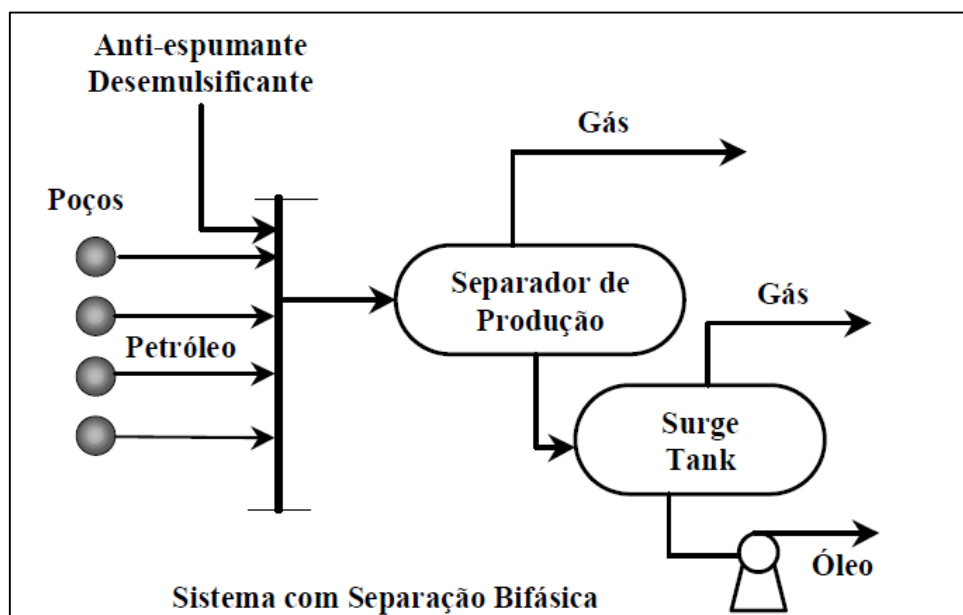 Anti-espumante
Desemulsificante
Gás
Poços
Separador de
Produção
Gás
Petróleo
Surge
Tank
Óleo
Sistema com Separação Bifásica